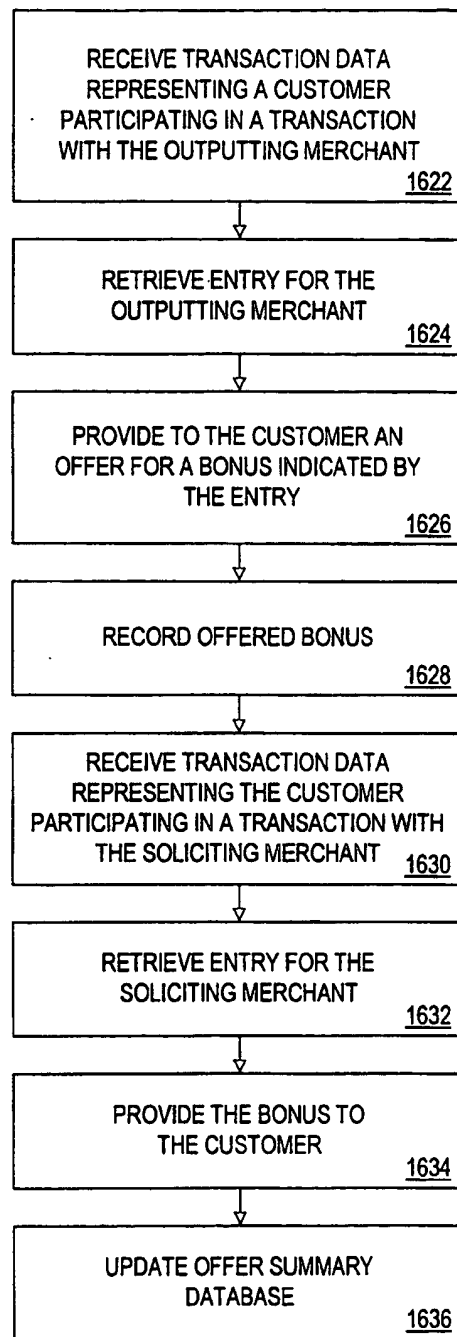 RECEIVE TRANSACTION DATA
REPRESENTING A CUSTOMER
PARTICIPATING IN A TRANSACTION
WITH THE OUTPUTTING MERCHANT
1622
RETRIEVE ENTRY FOR THE
OUTPUTTING MERCHANT
1624
PROVIDE TO THE CUSTOMER AN
OFFER FOR A BONUS INDICATED BY
THE ENTRY
1626
RECORD OFFERED BONUS
1628
RECEIVE TRANSACTION DATA
REPRESENTING THE CUSTOMER
PARTICIPATING IN A TRANSACTION WITH
THE SOLICITING MERCHANT
1630
RETRIEVE ENTRY FOR THE
SOLICITING MERCHANT
1632
PROVIDE THE BONUS TO
THE CUSTOMER
1634
UPDATE OFFER SUMMARY
DATABASE
1636